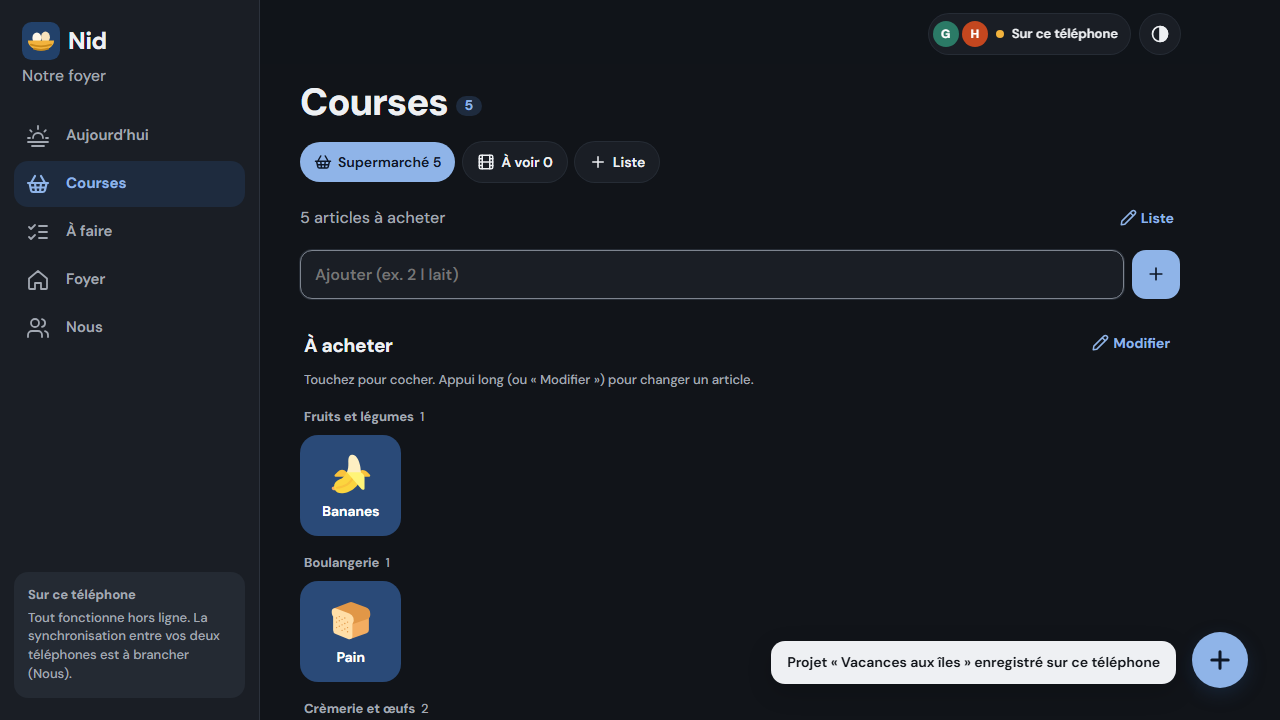 Nid
Notre foyer
Aujourd’hui
Courses
À faire
Foyer
Nous
Sur ce téléphone
Tout fonctionne hors ligne. La
synchronisation entre vos deux
téléphones est à brancher
(Nous).
G H Sur ce téléphone
Courses 5
Supermarché 5
À voir 0
Liste
5 articles à acheter
Liste
Ajouter (ex. 2 l lait)
À acheter
Modifier
Touchez pour cocher. Appui long (ou « Modifier ») pour changer un article.
Fruits et légumes 1
Bananes
Boulangerie 1
Pain
Crèmerie et œufs 2
Projet « Vacances aux îles » enregistré sur ce téléphone